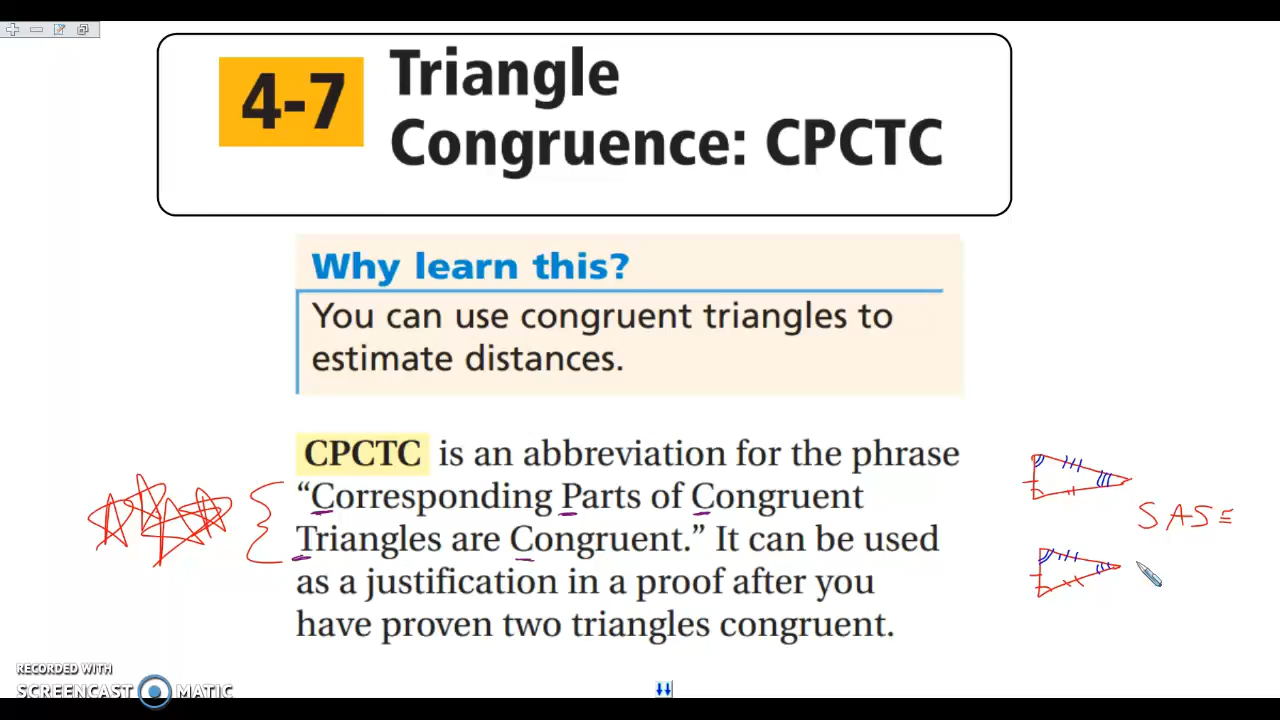 4-7
Triangle
Congruence: CPCTC
Why learn this?
You can use congruent triangles to
estimate distances.
CPCTC is an abbreviation for the phrase
“Corresponding Parts of Congruent
Triangles are Congruent.” It can be used
as a justification in a proof after you
have proven two triangles congruent.
SAS≅
RECORDED WITH
SCREENCAST MATIC